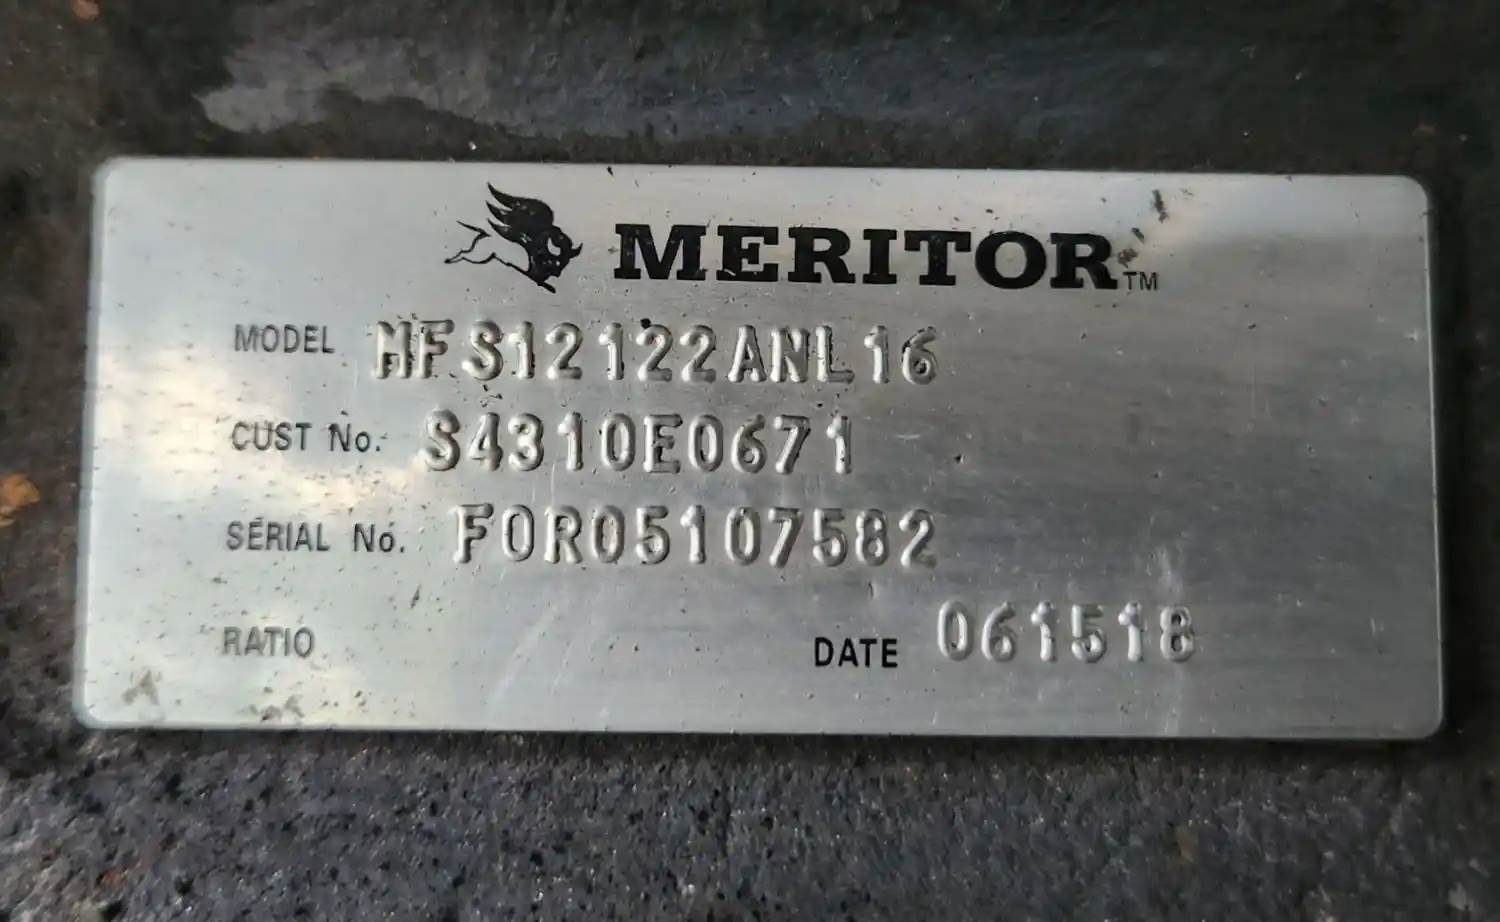 MERITOR™
MODEL MFS12122ANL16
CUST No. S4310E0671
SERIAL No. FOR05107582
RATIO
DATE 061518